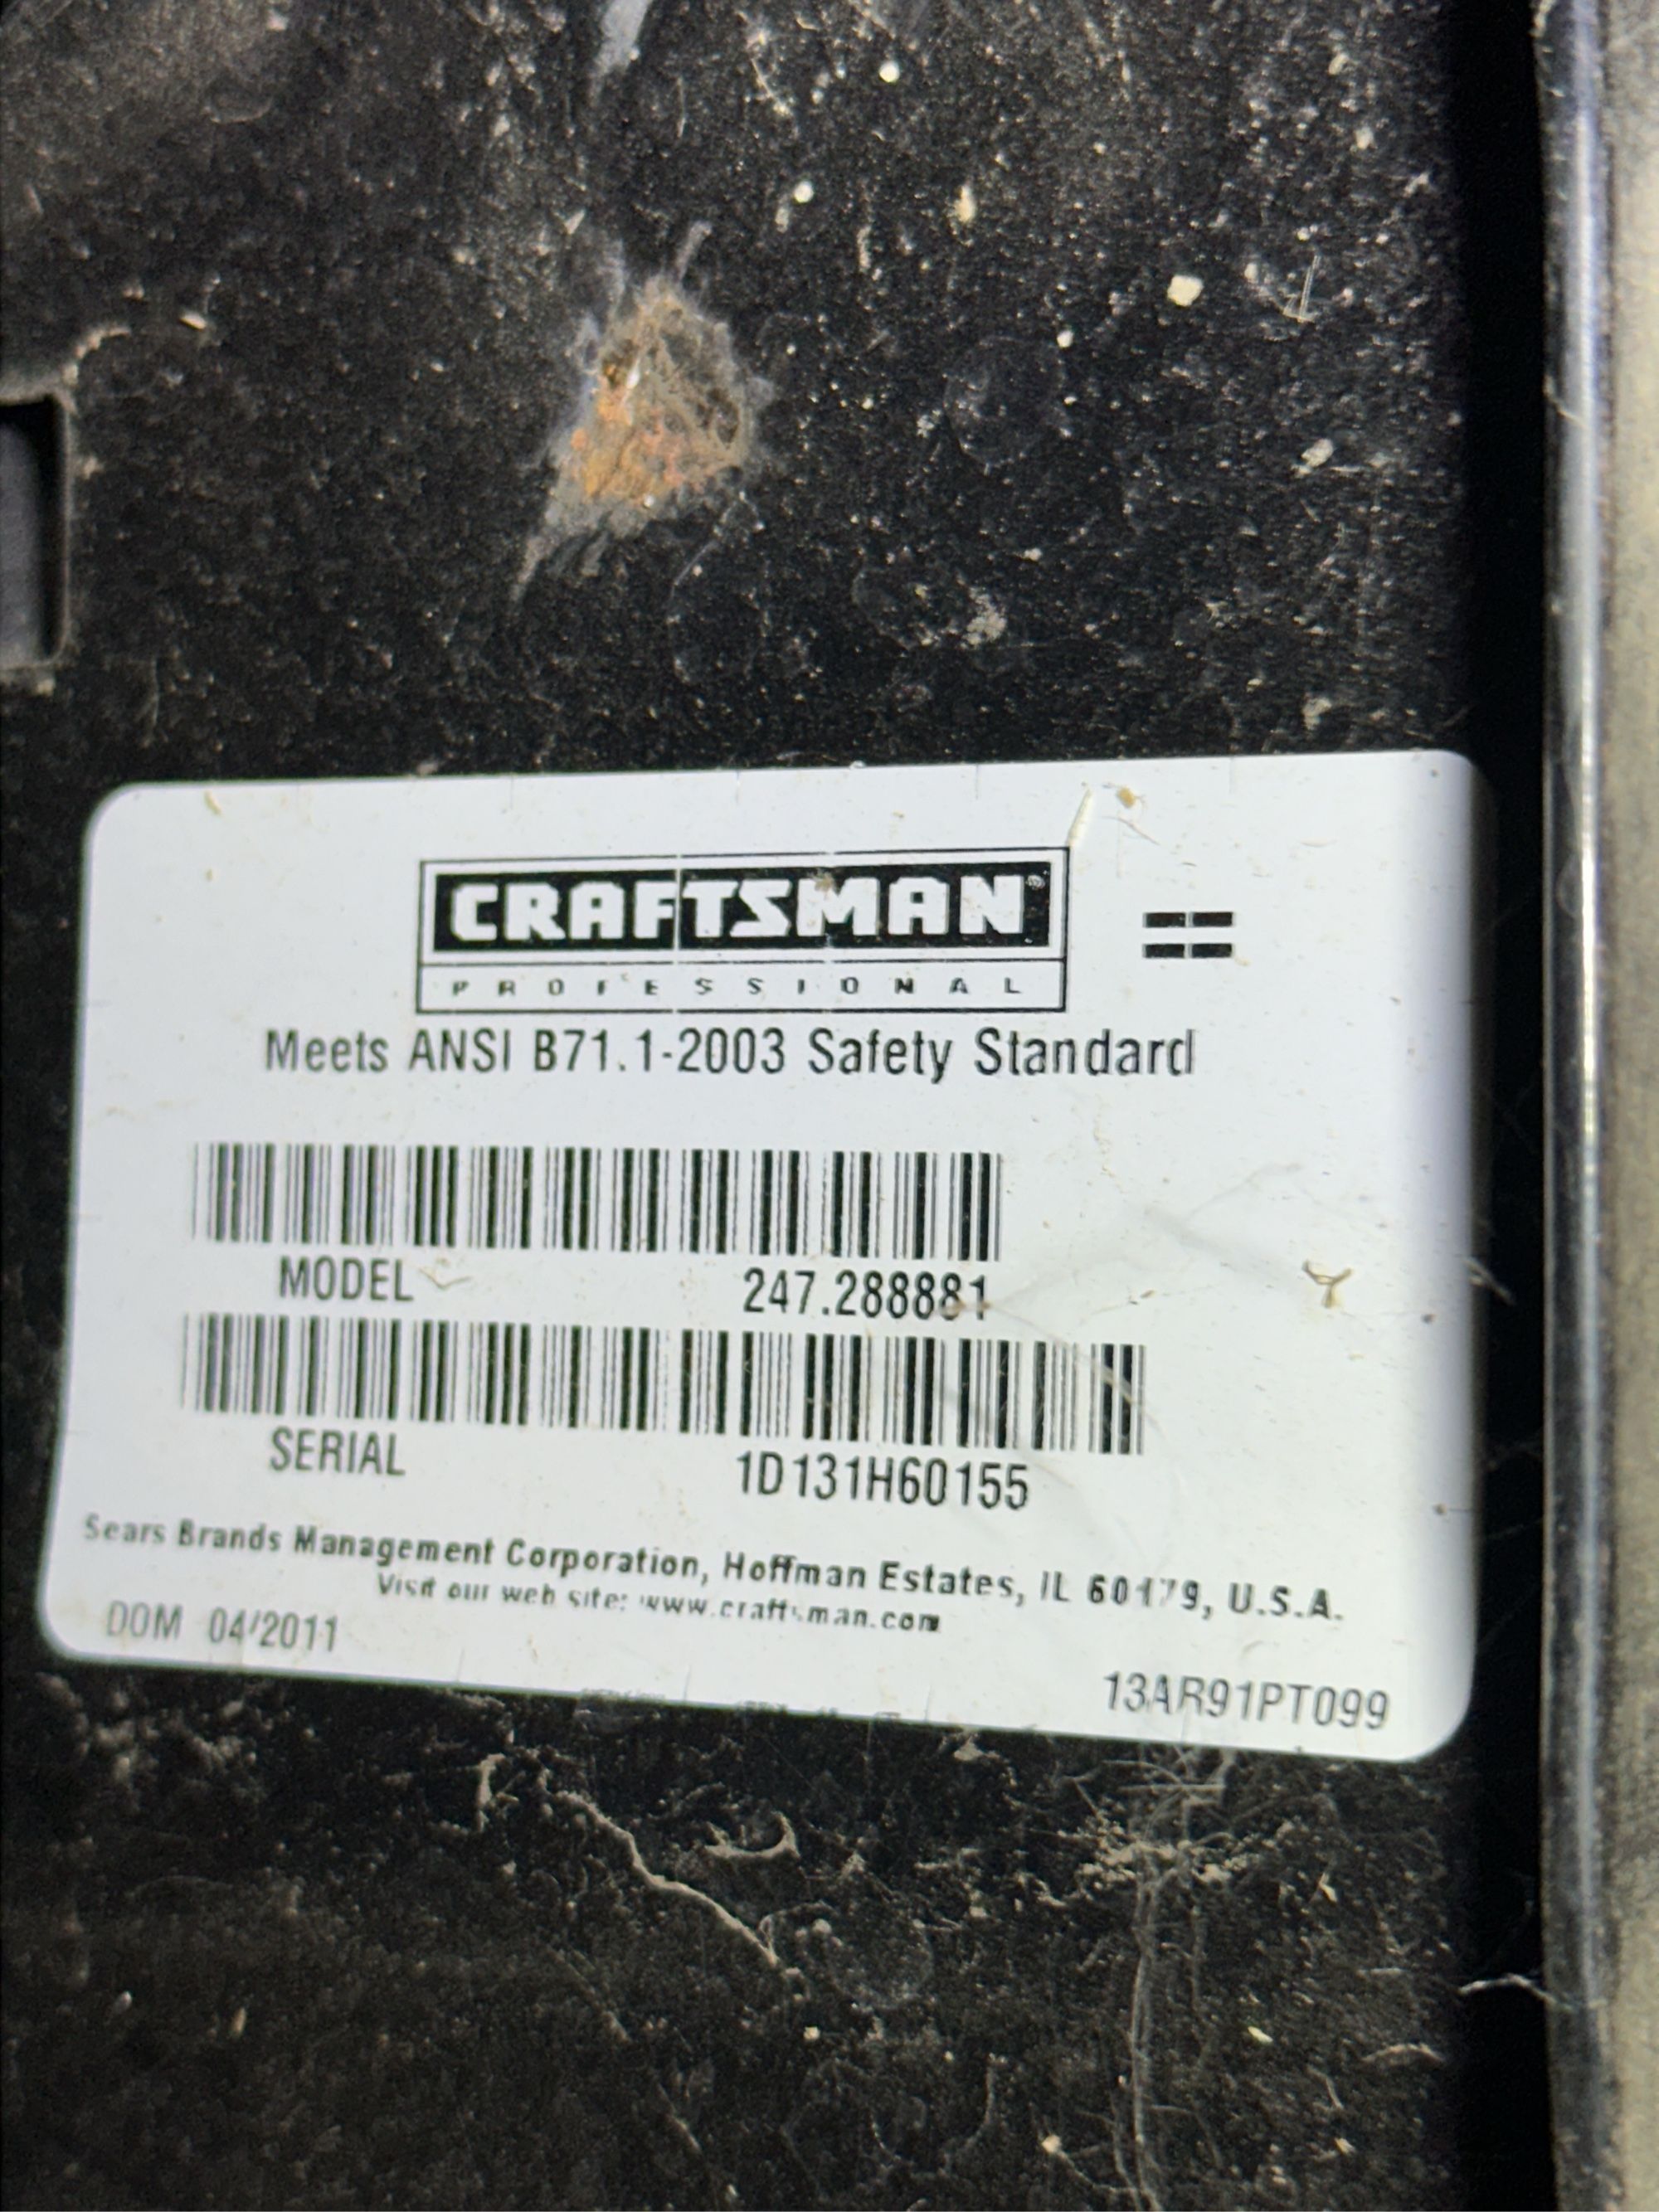 CRAFTSMAN®
PROFESSIONAL
Meets ANSI B71.1-2003 Safety Standard
MODEL 247.288881
SERIAL 1D131H60155
Sears Brands Management Corporation, Hoffman Estates, IL 60179, U.S.A.
Visit our web site: www.craftsman.com
DOM 04/2011
13AR91PT099